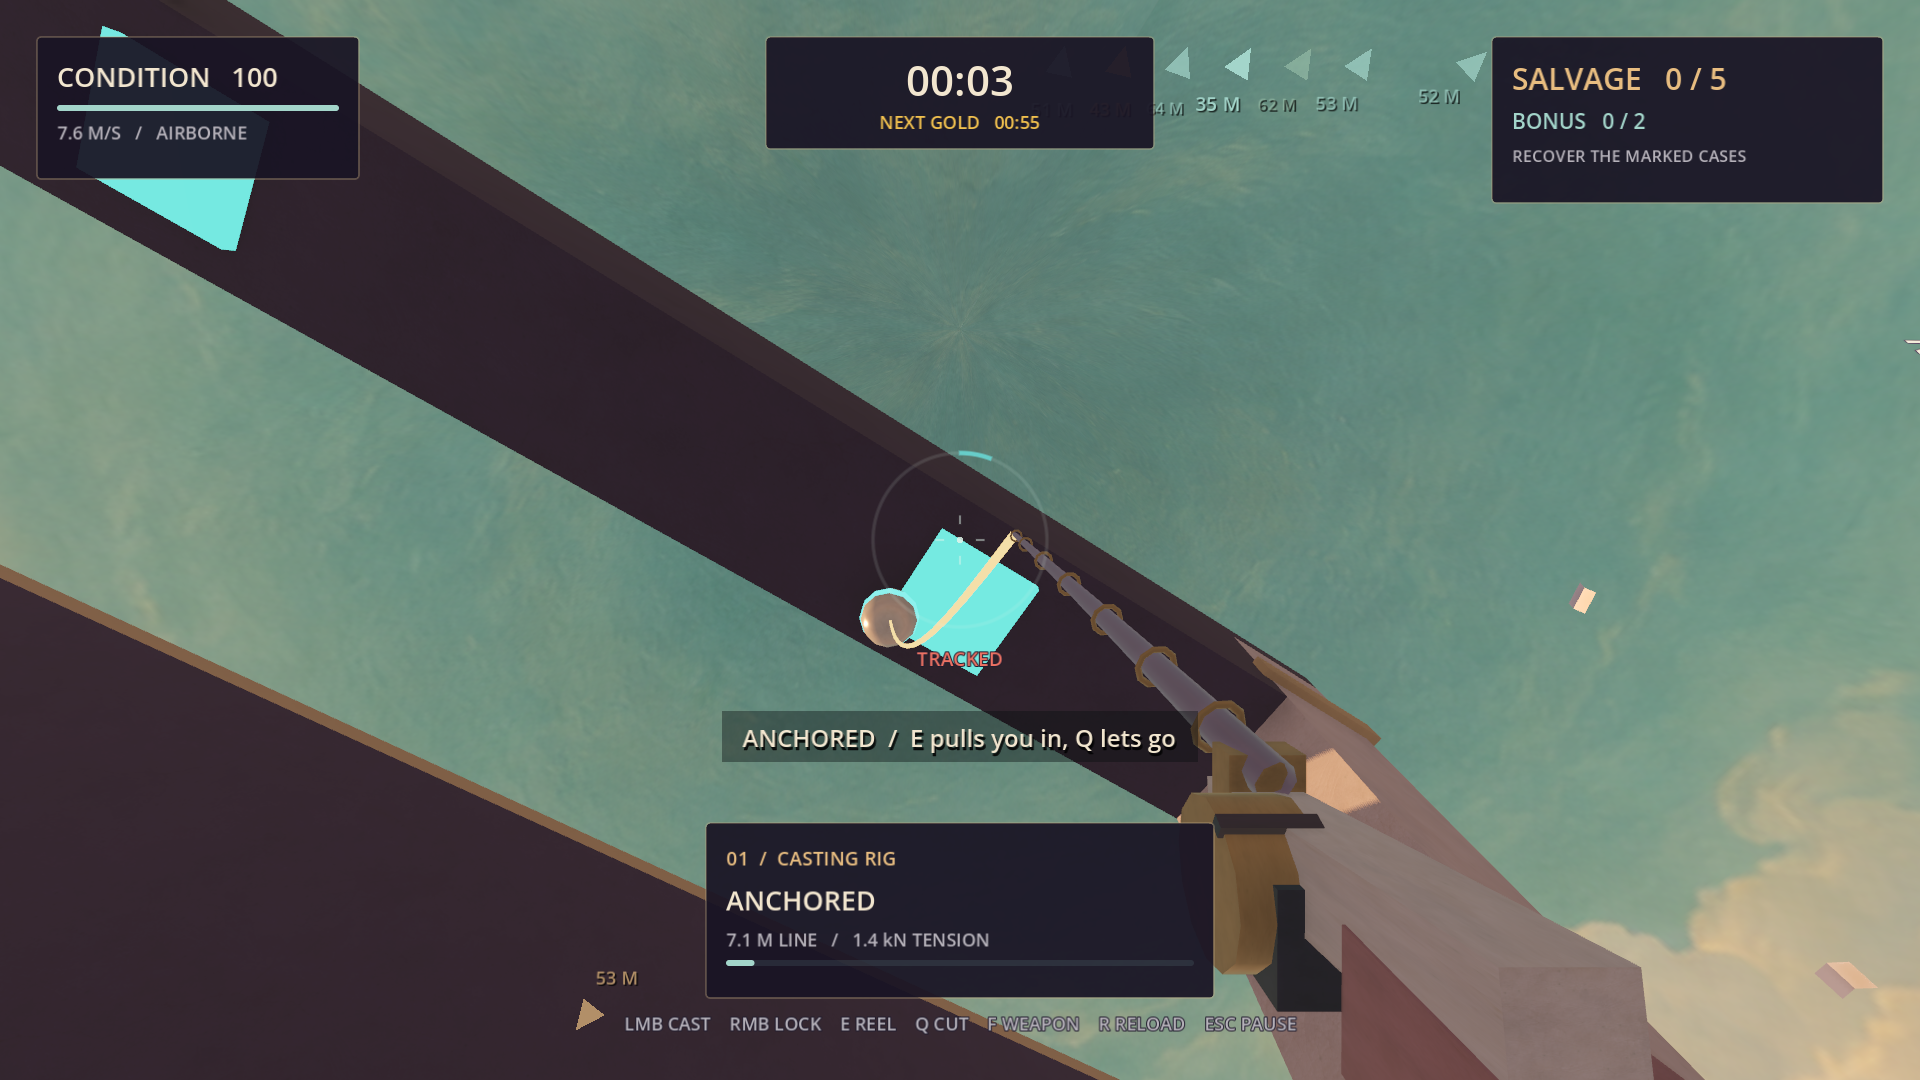 CONDITION 100
7.6 M/S / AIRBORNE
00:03
NEXT GOLD 00:55
35 M
62 M
53 M
52 M
SALVAGE 0 / 5
BONUS 0 / 2
RECOVER THE MARKED CASES
TRACKED
ANCHORED / E pulls you in, Q lets go
01 / CASTING RIG
ANCHORED
7.1 M LINE / 1.4 kN TENSION
53 M
LMB CAST RMB LOCK E REEL Q CUT F WEAPON R RELOAD ESC PAUSE